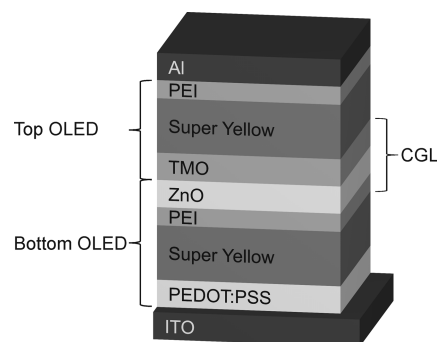 Al
PEI
Super Yellow
TMO
ZnO
PEI
Super Yellow
PEDOT:PSS
ITO
Top OLED
Bottom OLED
CGL